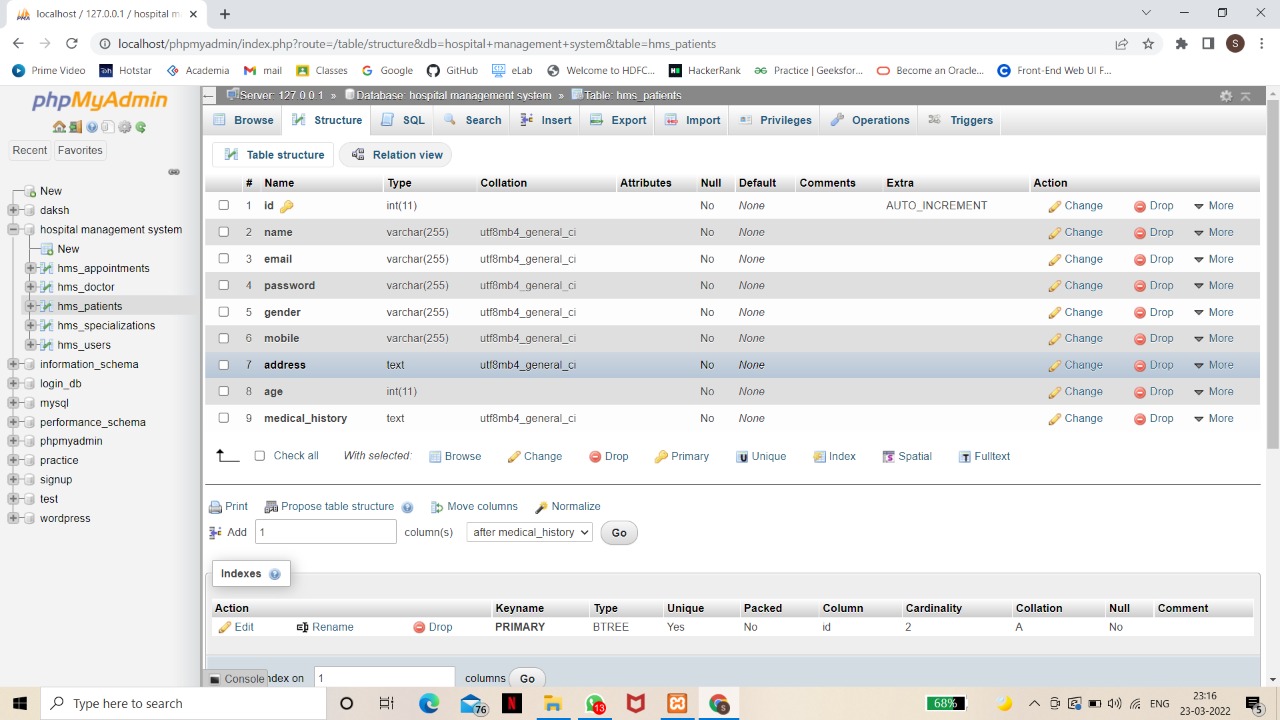 localhost / 127.0.0.1 / hospital m
localhost/phpmyadmin/index.php?route=/table/structure&db=hospital+management+system&table=hms_patients
S
Prime Video Hotstar Academia mail Classes Google GitHub eLab Welcome to HDFC... HackerRank Practice | Geeksfor... Become an Oracle... Front-End Web UI F...
phpMyAdmin
Recent Favorites
New
daksh
hospital management system
New
hms_appointments
hms_doctor
hms_patients
hms_specializations
hms_users
information_schema
login_db
mysql
performance_schema
phpmyadmin
practice
signup
test
wordpress
Server: 127.0.0.1 » Database: hospital management system » Table: hms_patients
Browse Structure SQL Search Insert Export Import Privileges Operations Triggers
Table structure Relation view
# Name Type Collation Attributes Null Default Comments Extra Action
1 id int(11) No None AUTO_INCREMENT Change Drop More
2 name varchar(255) utf8mb4_general_ci No None Change Drop More
3 email varchar(255) utf8mb4_general_ci No None Change Drop More
4 password varchar(255) utf8mb4_general_ci No None Change Drop More
5 gender varchar(255) utf8mb4_general_ci No None Change Drop More
6 mobile varchar(255) utf8mb4_general_ci No None Change Drop More
7 address text utf8mb4_general_ci No None Change Drop More
8 age int(11) No None Change Drop More
9 medical_history text utf8mb4_general_ci No None Change Drop More
Check all With selected: Browse Change Drop Primary Unique Index Spatial Fulltext
Print Propose table structure Move columns Normalize
Add 1 column(s) after medical_history Go
Indexes
Action Keyname Type Unique Packed Column Cardinality Collation Null Comment
Edit Rename Drop PRIMARY BTREE Yes No id 2 A No
Console ndex on 1 columns Go
Type here to search
76
13
68%
ENG
23:16
23-03-2022
5